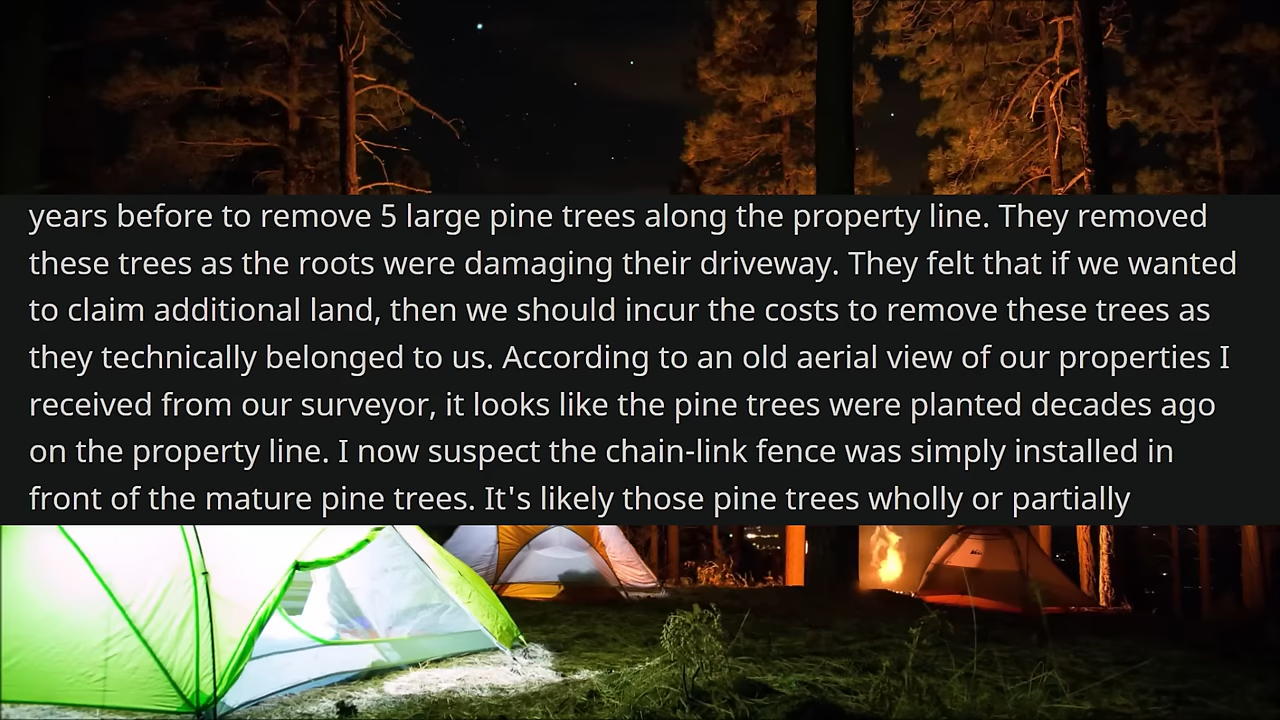 years before to remove 5 large pine trees along the property line. They removed
these trees as the roots were damaging their driveway. They felt that if we wanted
to claim additional land, then we should incur the costs to remove these trees as
they technically belonged to us. According to an old aerial view of our properties I
received from our surveyor, it looks like the pine trees were planted decades ago
on the property line. I now suspect the chain-link fence was simply installed in
front of the mature pine trees. It's likely those pine trees wholly or partially